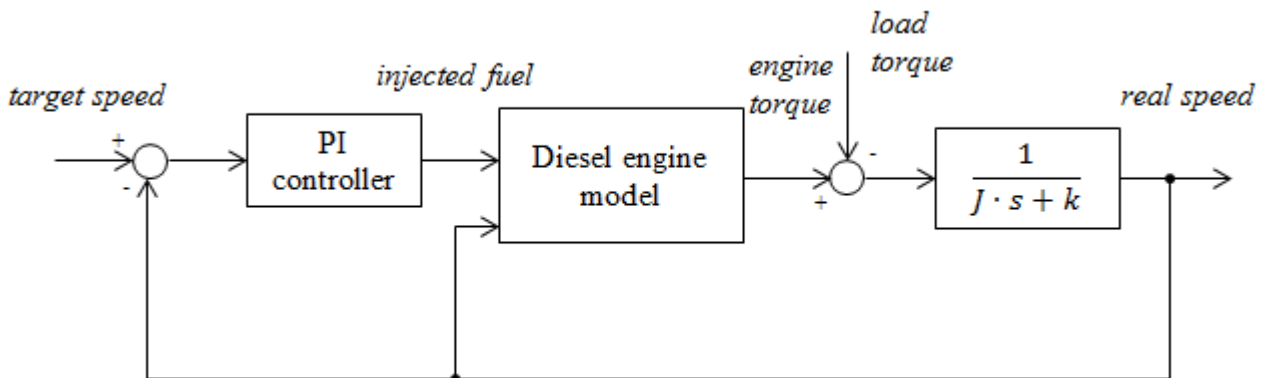 target speed
+
-
PI
controller
injected fuel
Diesel engine
model
engine
torque
load
torque
+
-
1
J · s + k
real speed